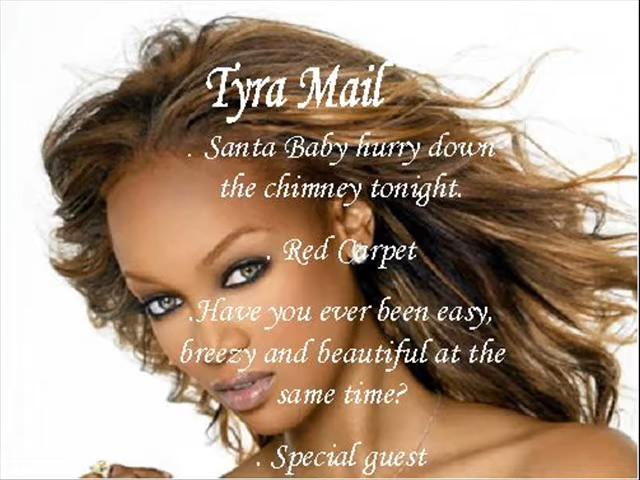 Tyra Mail
. Santa Baby hurry down
the chimney tonight.
. Red Carpet
.Have you ever been easy,
breezy and beautiful at the
same time?
. Special guest